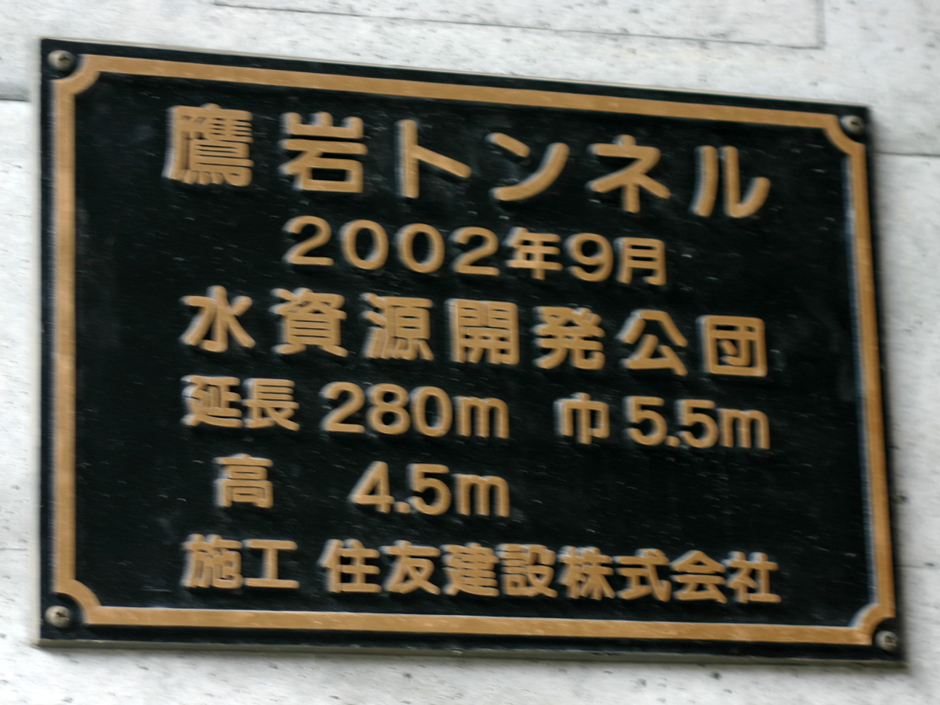 鷹岩トンネル
2002年9月
水資源開発公団
延長 280m 巾 5.5m
高 4.5m
施工 住友建設株式会社